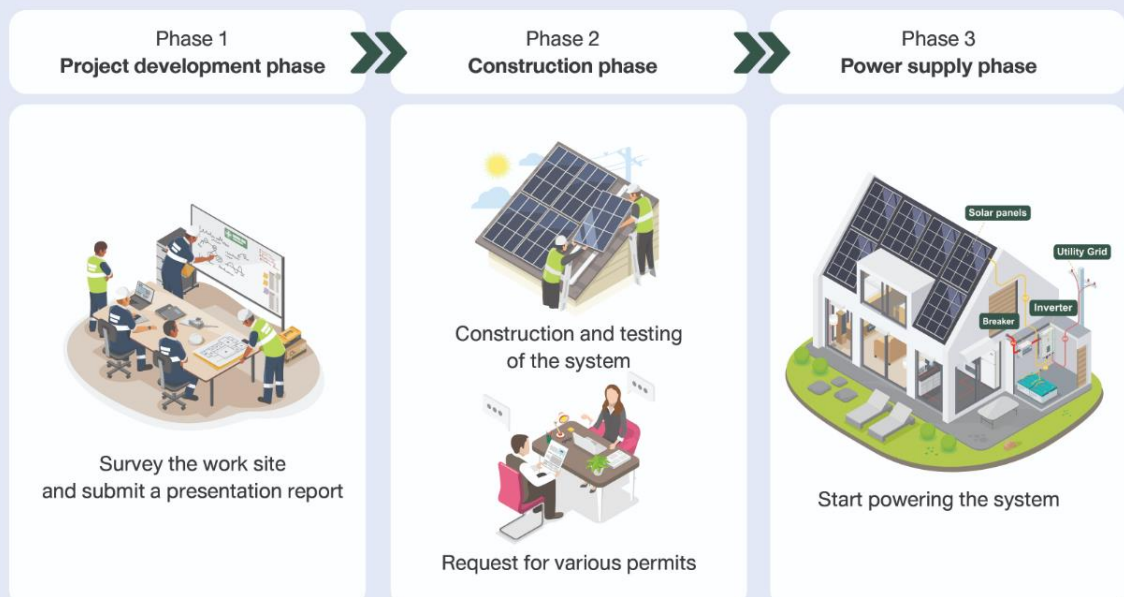 Phase 1
Project development phase
Phase 2
Construction phase
Phase 3
Power supply phase
Survey the work site
and submit a presentation report
Construction and testing
of the system
Request for various permits
Solar panels
Utility Grid
Inverter
Breaker
Start powering the system